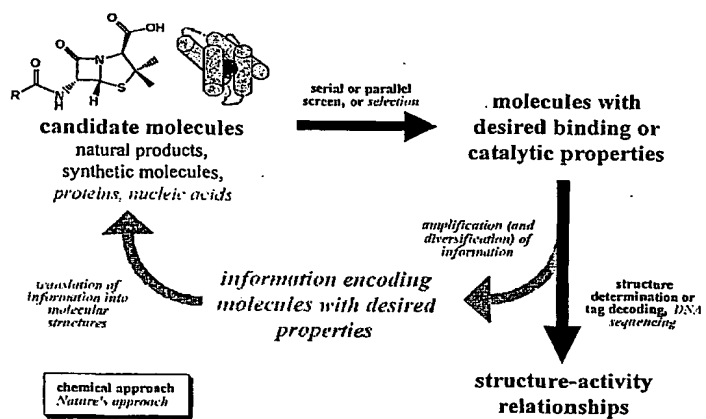 O
OH
O
N
O
R
N
H
H
S
candidate molecules
natural products,
synthetic molecules,
proteins, nucleic acids
serial or parallel
screen, or selection
molecules with
desired binding or
catalytic properties
amplification (and
diversification) of
information
translation of
information into
molecular
structures
information encoding
molecules with desired
properties
structure
determination or
tag decoding, DNA
sequencing
structure-activity
relationships
chemical approach
Nature's approach